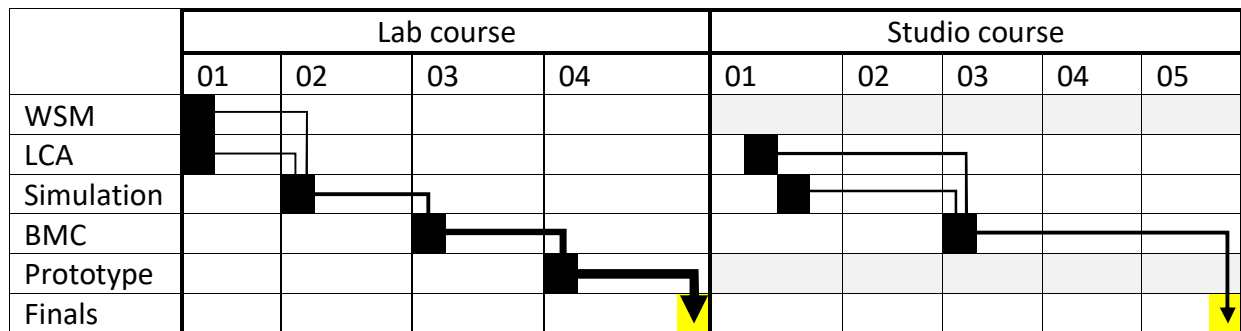 Lab course Studio course
01 02 03 04 01 02 03 04 05
WSM
LCA
Simulation
BMC
Prototype
Finals